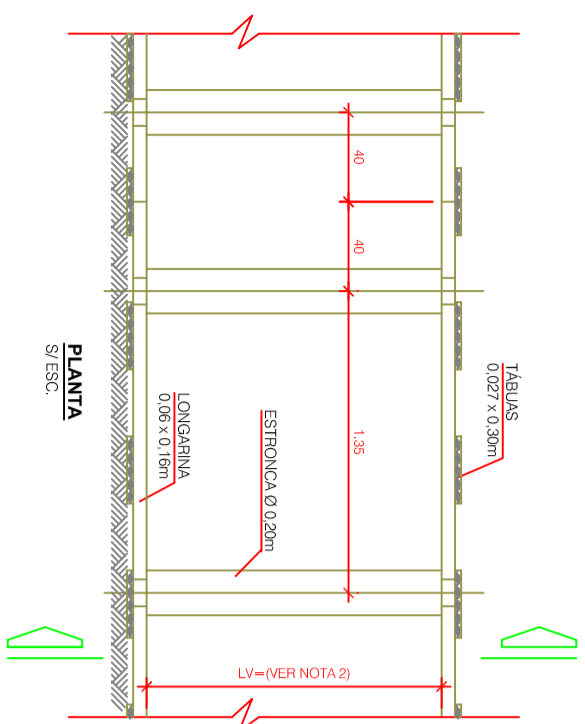 TÁBUAS
0,027 x 0,30m
40
40
1.35
ESTRONCA Ø 0,20m
LONGARINA
0,06 x 0,16m
PLANTA
S/ ESC.
LV=(VER NOTA 2)